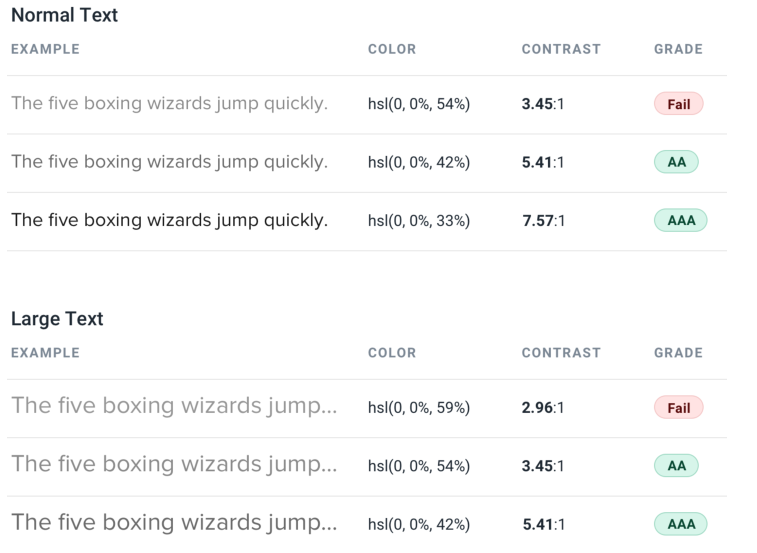 Normal Text
EXAMPLE COLOR CONTRAST GRADE
The five boxing wizards jump quickly. hsl(0, 0%, 54%) 3.45:1 Fail
The five boxing wizards jump quickly. hsl(0, 0%, 42%) 5.41:1 AA
The five boxing wizards jump quickly. hsl(0, 0%, 33%) 7.57:1 AAA
Large Text
EXAMPLE COLOR CONTRAST GRADE
The five boxing wizards jump... hsl(0, 0%, 59%) 2.96:1 Fail
The five boxing wizards jump... hsl(0, 0%, 54%) 3.45:1 AA
The five boxing wizards jump... hsl(0, 0%, 42%) 5.41:1 AAA